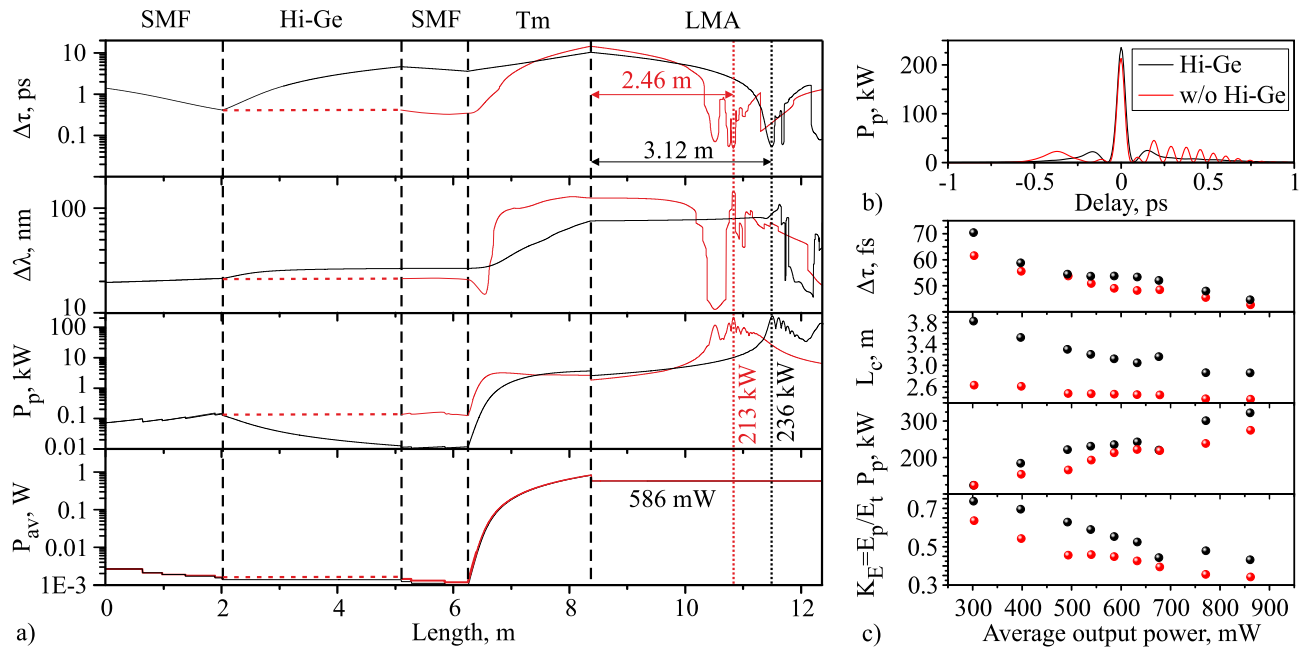 SMF Hi-Ge SMF Tm LMA
Δτ, ps
10
1
0.1
2.46 m
3.12 m
Δλ, nm
100
10
P_p, kW
100
10
1
0.1
0.01
213 kW
236 kW
P_av, W
1
0.1
0.01
1E-3
586 mW
0 2 4 6 8 10 12
Length, m
a)
P_p, kW
200
100
0
Hi-Ge
w/o Hi-Ge
-1 -0.5 0 0.5 1
Delay, ps
b)
Δτ, fs
70
60
50
L_c, m
3.8
3.4
3.0
2.6
P_p, kW
300
200
K_E=E_p/E_t
0.7
0.5
0.3
300 400 500 600 700 800 900
Average output power, mW
c)